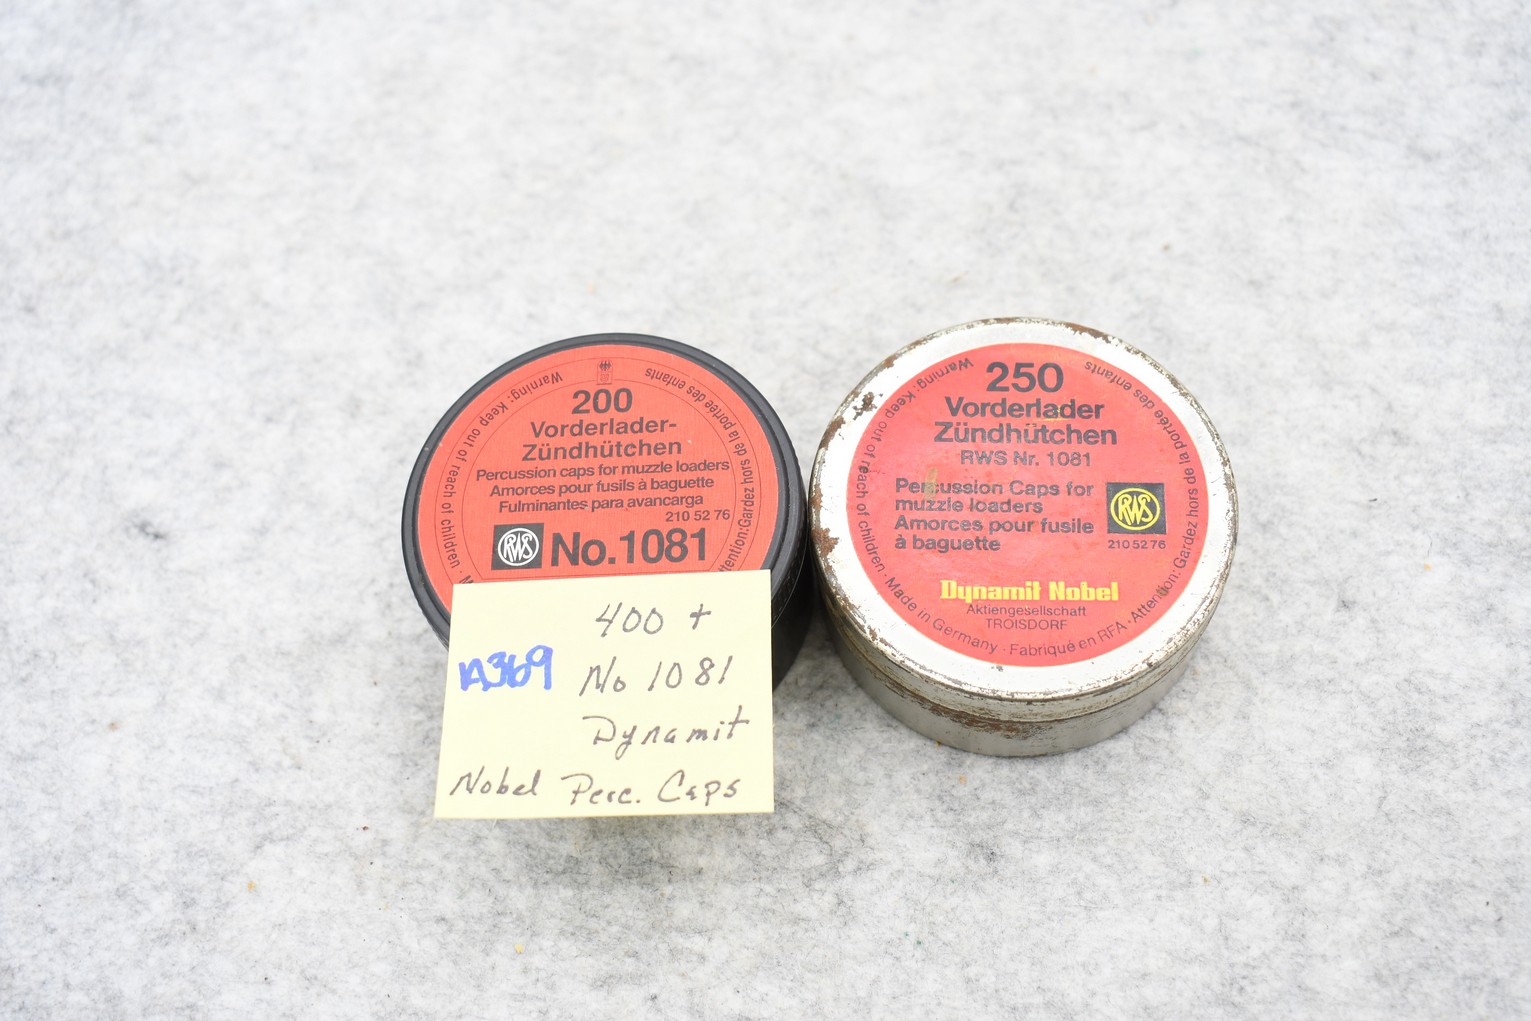 200
Vorderlader-
Zündhütchen
Percussion caps for muzzle loaders
Amorces pour fusils à baguette
Fulminantes para avancarga
210 52 76
RWS No.1081
Warning: Keep out of reach of children
Gardez hors de la portée des enfants
400 +
A369 No 1081
Dynamit
Nobel Perc. Caps
250
Vorderlader
Zündhütchen
RWS Nr. 1081
Percussion Caps for
muzzle loaders
Amorces pour fusile
à baguette
RWS
210 52 76
Dynamit Nobel
Aktiengesellschaft
TROISDORF
Warning: Keep out of reach of children · Made in Germany · Fabriqué en RFA · Attention: Gardez hors de la portée des enfants